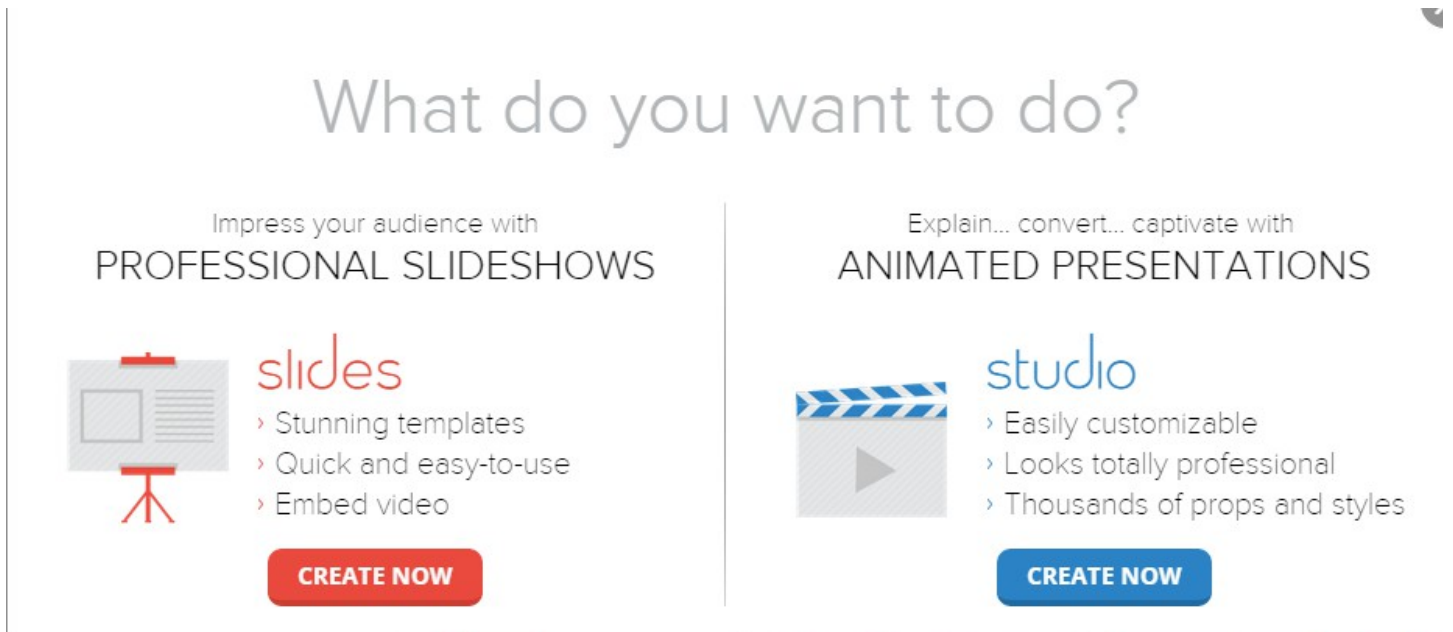 What do you want to do?
Impress your audience with
PROFESSIONAL SLIDESHOWS
slides
› Stunning templates
› Quick and easy-to-use
› Embed video
CREATE NOW
Explain... convert... captivate with
ANIMATED PRESENTATIONS
studio
› Easily customizable
› Looks totally professional
› Thousands of props and styles
CREATE NOW